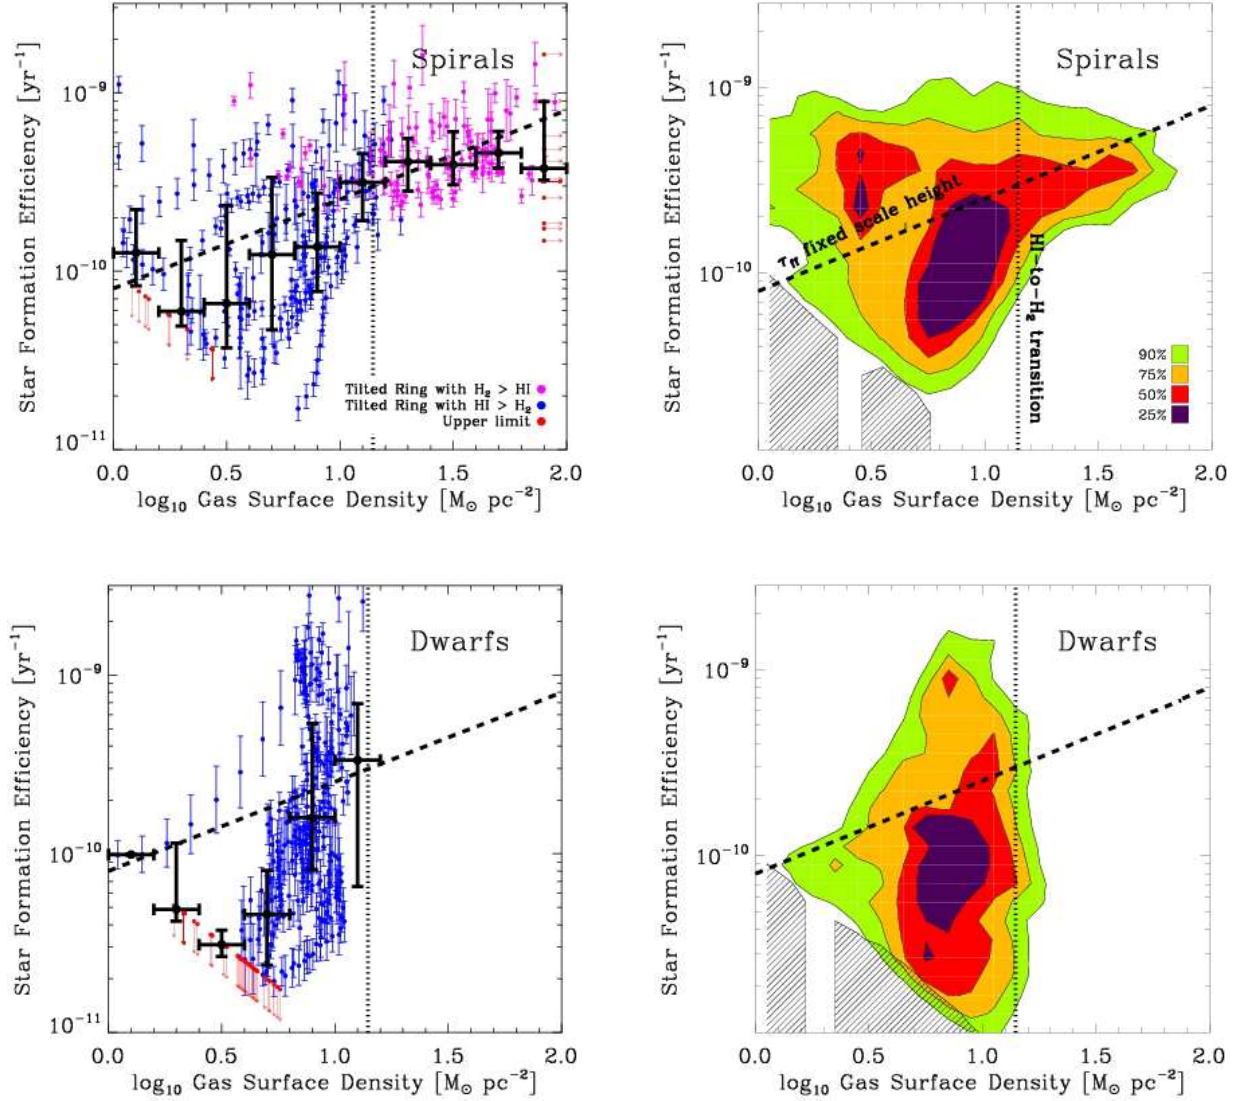 Star Formation Efficiency [yr⁻¹]
10⁻⁹
10⁻¹⁰
10⁻¹¹
Spirals
Tilted Ring with H₂ > HI
Tilted Ring with HI > H₂
Upper limit
0.0 0.5 1.0 1.5 2.0
log₁₀ Gas Surface Density [M☉ pc⁻²]
Star Formation Efficiency [yr⁻¹]
10⁻⁹
10⁻¹⁰
Spirals
τff fixed scale height
HI-to-H₂ transition
90%
75%
50%
25%
0.0 0.5 1.0 1.5 2.0
log₁₀ Gas Surface Density [M☉ pc⁻²]
Star Formation Efficiency [yr⁻¹]
10⁻⁹
10⁻¹⁰
10⁻¹¹
Dwarfs
0.0 0.5 1.0 1.5 2.0
log₁₀ Gas Surface Density [M☉ pc⁻²]
Star Formation Efficiency [yr⁻¹]
10⁻⁹
10⁻¹⁰
Dwarfs
0.0 0.5 1.0 1.5 2.0
log₁₀ Gas Surface Density [M☉ pc⁻²]